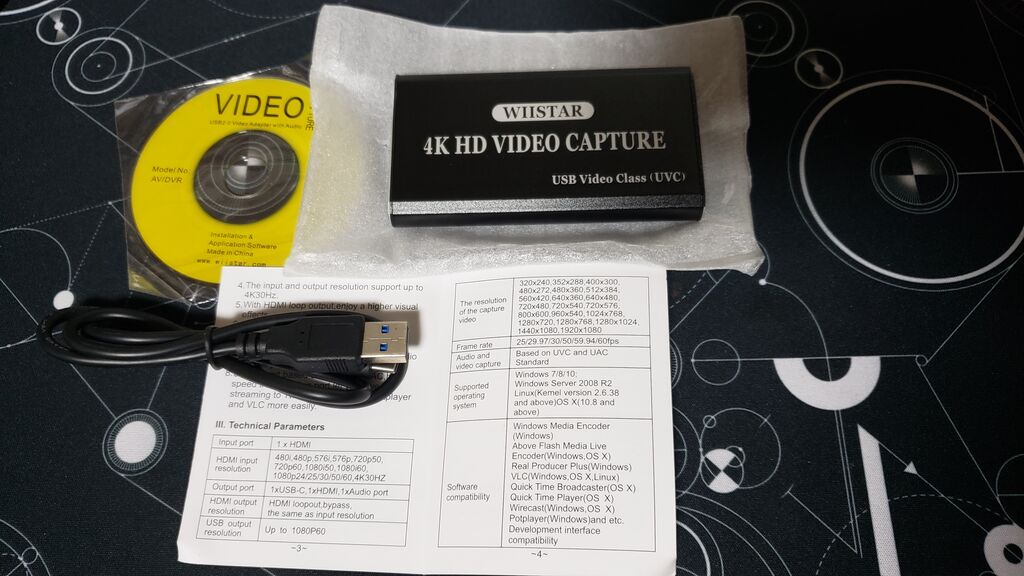 VIDEO
URE
USB2.0 Video Adapter with Audio
Model No.
AV/DVR
Installation &
Application Software
Made in China
www.wiistar.com
WIISTAR
4K HD VIDEO CAPTURE
USB Video Class (UVC)
4.The input and output resolution support up to
4K30Hz.
5.With HDMI loop output,enjoy a higher visual
8.
speed
streaming to
player
and VLC more easily.
III. Technical Parameters
Input port
1 x HDMI
HDMI input
resolution
480i,480p,576i,576p,720p50,
720p60,1080i50,1080i60,
1080p24/25/30/50/60,4K30HZ
Output port
1xUSB-C,1xHDMI,1xAudio port
HDMI output
resolution
HDMI loopout,bypass,
the same as input resolution
USB output
resolution
Up to 1080P60
~3~
The resolution
of the capture
video
320x240,352x288,400x300,
480x272,480x360,512x384,
560x420,640x360,640x480,
720x480,720x540,720x576,
800x600,960x540,1024x768,
1280x720,1280x768,1280x1024,
1440x1080,1920x1080
Frame rate
25/29.97/30/50/59.94/60fps
Audio and
video capture
Based on UVC and UAC
Standard
Supported
operating
system
Windows 7/8/10;
Windows Server 2008 R2
Linux(Kernel version 2.6.38
and above)OS X(10.8 and
above)
Software
compatibility
Windows Media Encoder
(Windows)
Above Flash Media Live
Encoder(Windows,OS X)
Real Producer Plus(Windows)
VLC(Windows,OS X,Linux)
Quick Time Broadcaster(OS X)
Quick Time Player(OS X)
Wirecast(Windows,OS X)
Potplayer(Windows)and etc.
Development interface
compatibility
~4~